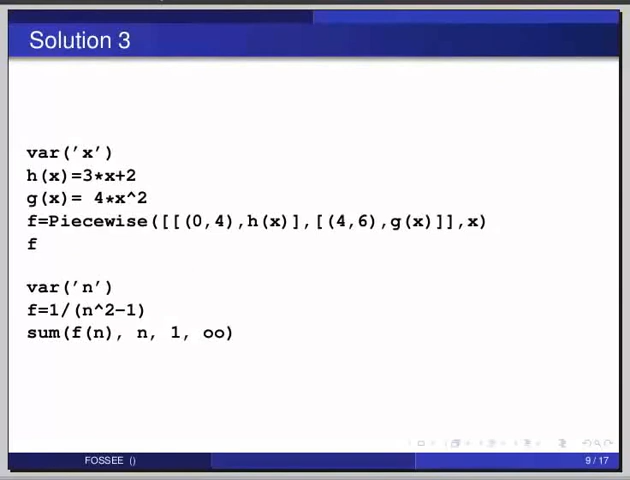 Solution 3
var('x')
h(x)=3*x+2
g(x)= 4*x^2
f=Piecewise([[(0,4),h(x)],[(4,6),g(x)]],x)
f
var('n')
f=1/(n^2-1)
sum(f(n), n, 1, oo)
FOSSEE ()
9 / 17